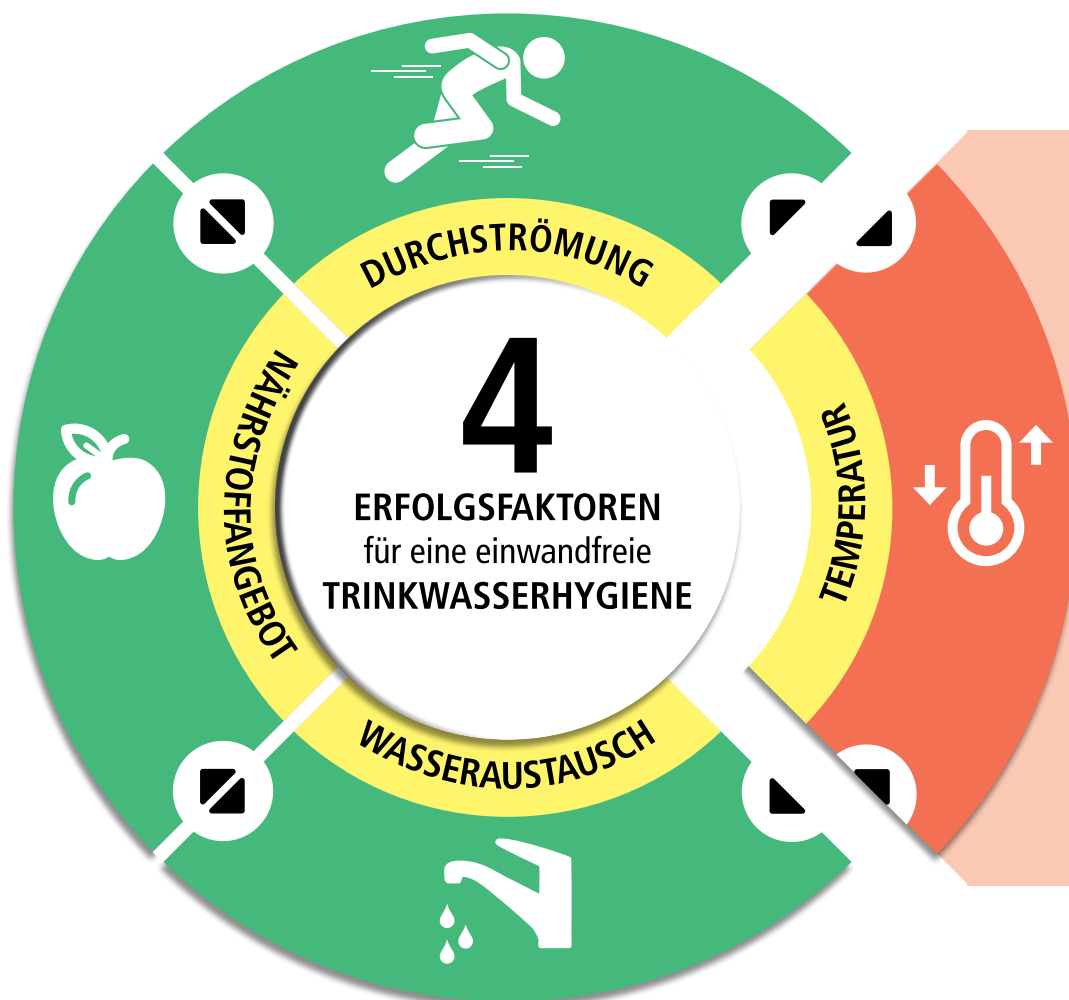 DURCHSTRÖMUNG
NÄHRSTOFFANGEBOT
4
ERFOLGSFAKTOREN
für eine einwandfreie
TRINKWASSERHYGIENE
TEMPERATUR
WASSERAUSTAUSCH